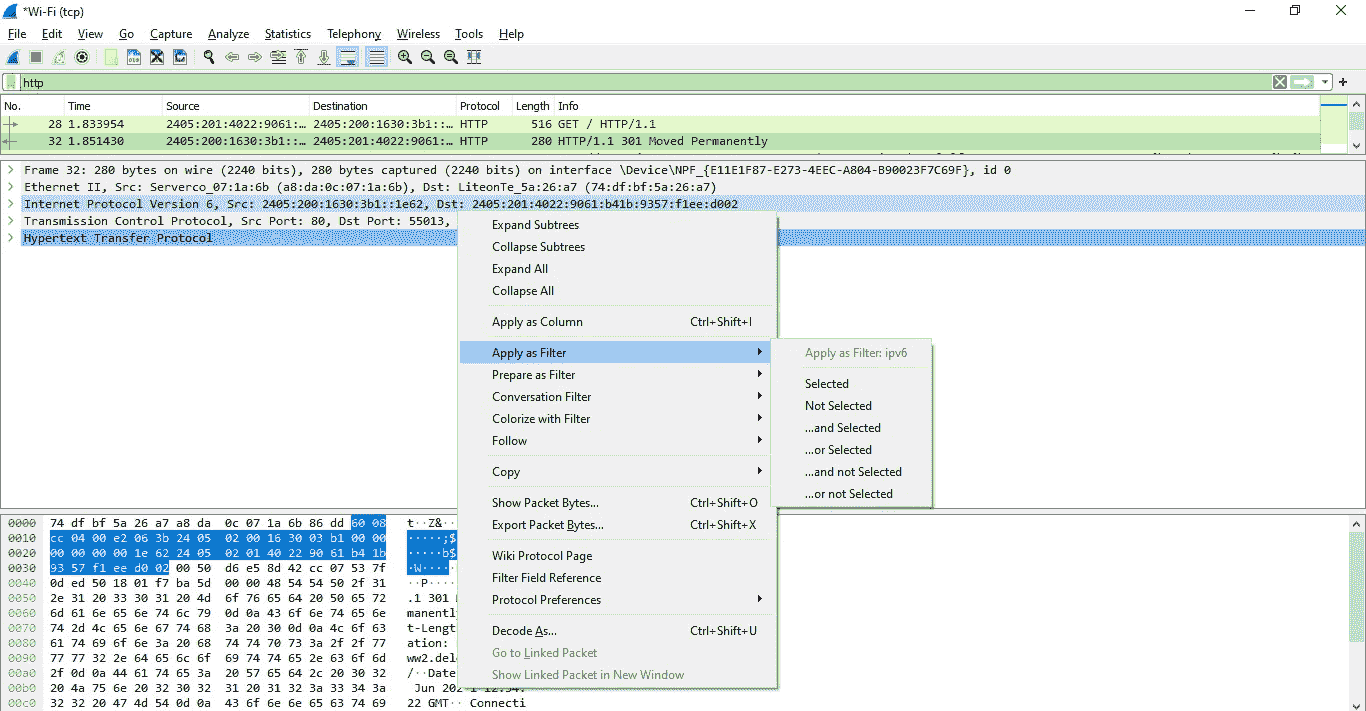 *Wi-Fi (tcp)
File Edit View Go Capture Analyze Statistics Telephony Wireless Tools Help
http
No. Time Source Destination Protocol Length Info
28 1.833954 2405:201:4022:9061:… 2405:200:1630:3b1::… HTTP 516 GET / HTTP/1.1
32 1.851430 2405:200:1630:3b1::… 2405:201:4022:9061:… HTTP 280 HTTP/1.1 301 Moved Permanently
Frame 32: 280 bytes on wire (2240 bits), 280 bytes captured (2240 bits) on interface \Device\NPF_{E11E1F87-E273-4EEC-A804-B90023F7C69F}, id 0
Ethernet II, Src: Serverco_07:1a:6b (a8:da:0c:07:1a:6b), Dst: LiteonTe_5a:26:a7 (74:df:bf:5a:26:a7)
Internet Protocol Version 6, Src: 2405:200:1630:3b1::1e62, Dst: 2405:201:4022:9061:b41b:9357:f1ee:d002
Transmission Control Protocol, Src Port: 80, Dst Port: 55013,
Hypertext Transfer Protocol
Expand Subtrees
Collapse Subtrees
Expand All
Collapse All
Apply as Column Ctrl+Shift+I
Apply as Filter
Prepare as Filter
Conversation Filter
Colorize with Filter
Follow
Copy
Show Packet Bytes... Ctrl+Shift+O
Export Packet Bytes... Ctrl+Shift+X
Wiki Protocol Page
Filter Field Reference
Protocol Preferences
Decode As... Ctrl+Shift+U
Go to Linked Packet
Show Linked Packet in New Window
Apply as Filter: ipv6
Selected
Not Selected
...and Selected
...or Selected
...and not Selected
...or not Selected
0000 74 df bf 5a 26 a7 a8 da 0c 07 1a 6b 86 dd 60 08 t··Z&··
0010 cc 04 00 e2 06 3b 24 05 02 00 16 30 03 b1 00 00 ·····;$
0020 00 00 00 00 1e 62 24 05 02 01 40 22 90 61 b4 1b ·····b$
0030 93 57 f1 ee d0 02 00 50 d6 e5 8d 42 cc 07 53 7f ·W·····
0040 0d ed 50 18 01 f7 ba 5d 00 00 48 54 54 50 2f 31 ··P····
0050 2e 31 20 33 30 31 20 4d 6f 76 65 64 20 50 65 72 .1 301
0060 6d 61 6e 65 6e 74 6c 79 0d 0a 43 6f 6e 74 65 6e manently
0070 74 2d 4c 65 6e 67 74 68 3a 20 30 0d 0a 4c 6f 63 t-Lengt
0080 61 74 69 6f 6e 3a 20 68 74 74 70 73 3a 2f 2f 77 ation:
0090 77 77 32 2e 64 65 6c 6f 69 74 74 65 2e 63 6f 6d ww2.delo
00a0 2f 0d 0a 44 61 74 65 3a 20 57 65 64 2c 20 30 32 /··Date
00b0 20 4a 75 6e 20 32 30 32 31 20 31 32 3a 33 34 3a Jun 202 1 12:34:
00c0 32 32 20 47 4d 54 0d 0a 43 6f 6e 6e 65 63 74 69 22 GMT·· Connecti